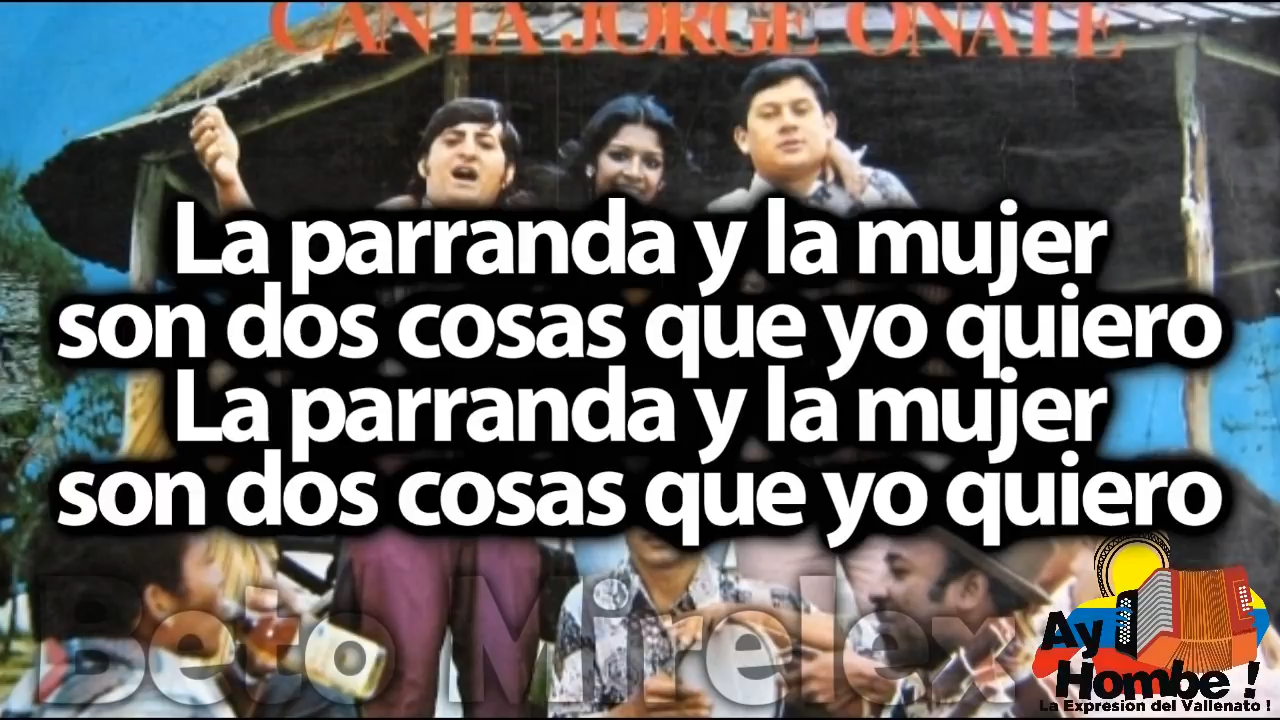 CANTA JORGE OÑATE
La parranda y la mujer
son dos cosas que yo quiero
La parranda y la mujer
son dos cosas que yo quiero
Beto Mirelex
Ay
Hombe !
La Expresión del Vallenato !